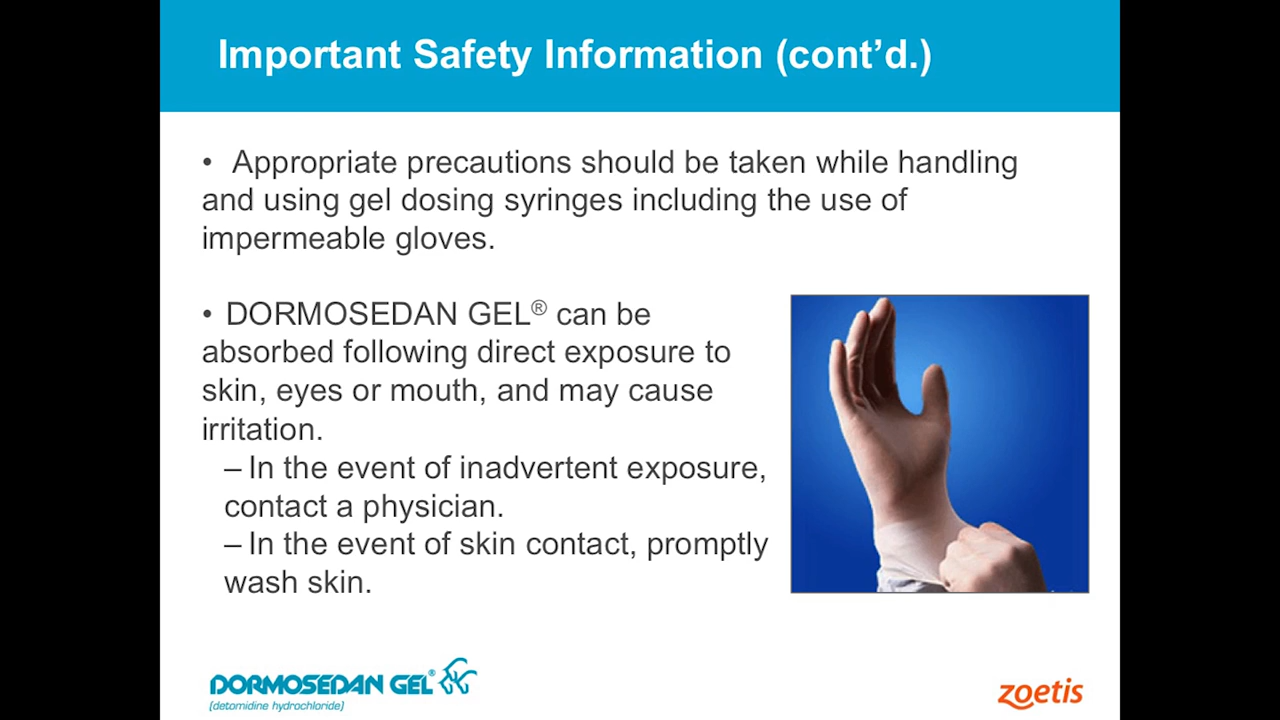 Important Safety Information (cont’d.)
• Appropriate precautions should be taken while handling
and using gel dosing syringes including the use of
impermeable gloves.
• DORMOSEDAN GEL® can be
absorbed following direct exposure to
skin, eyes or mouth, and may cause
irritation.
– In the event of inadvertent exposure,
contact a physician.
– In the event of skin contact, promptly
wash skin.
DORMOSEDAN GEL®
(detomidine hydrochloride)
zoetis